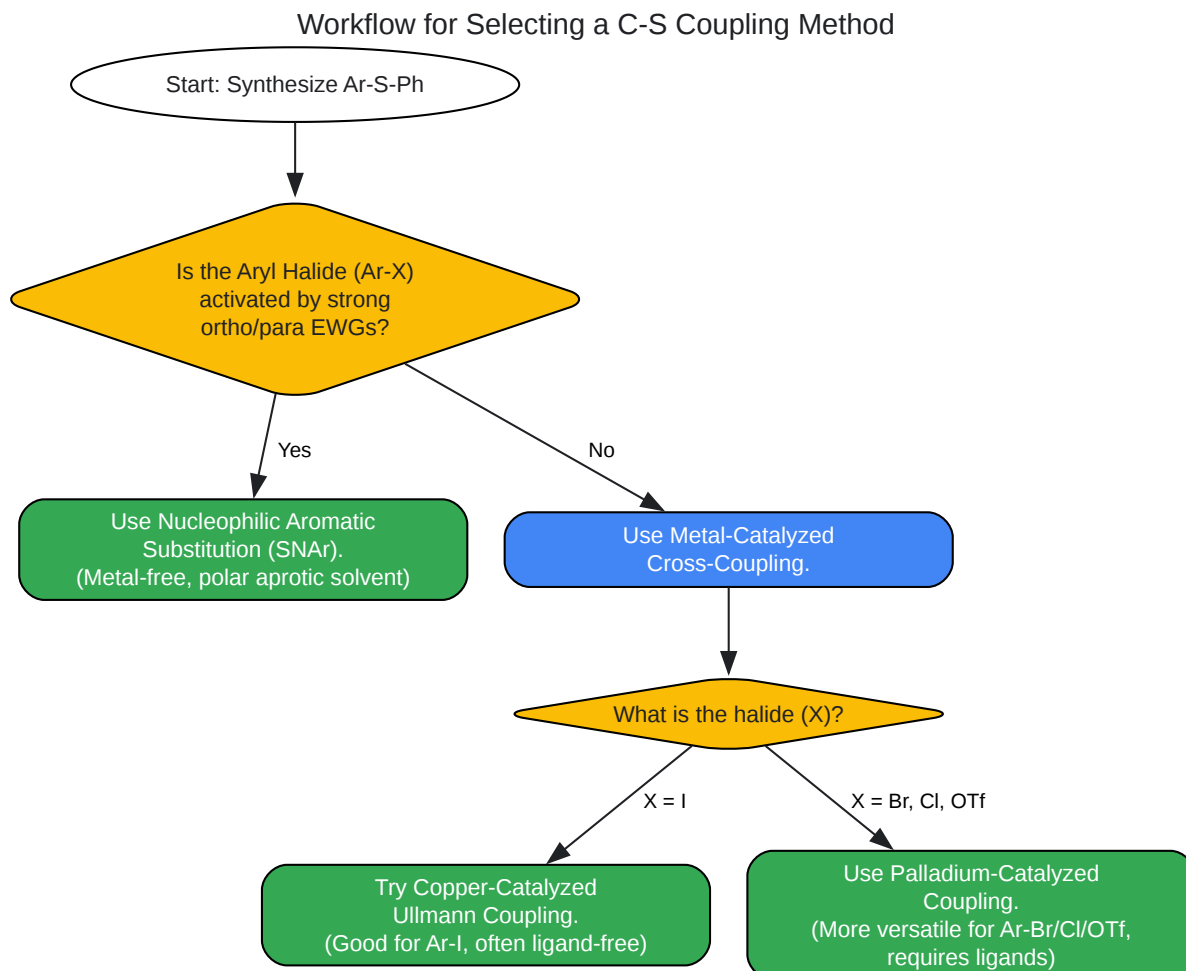 Workflow for Selecting a C-S Coupling Method
Start: Synthesize Ar-S-Ph
Is the Aryl Halide (Ar-X)
activated by strong
ortho/para EWGs?
Yes
No
Use Nucleophilic Aromatic
Substitution (SNAr).
(Metal-free, polar aprotic solvent)
Use Metal-Catalyzed
Cross-Coupling.
What is the halide (X)?
X = I
X = Br, Cl, OTf
Try Copper-Catalyzed
Ullmann Coupling.
(Good for Ar-I, often ligand-free)
Use Palladium-Catalyzed
Coupling.
(More versatile for Ar-Br/Cl/OTf,
requires ligands)